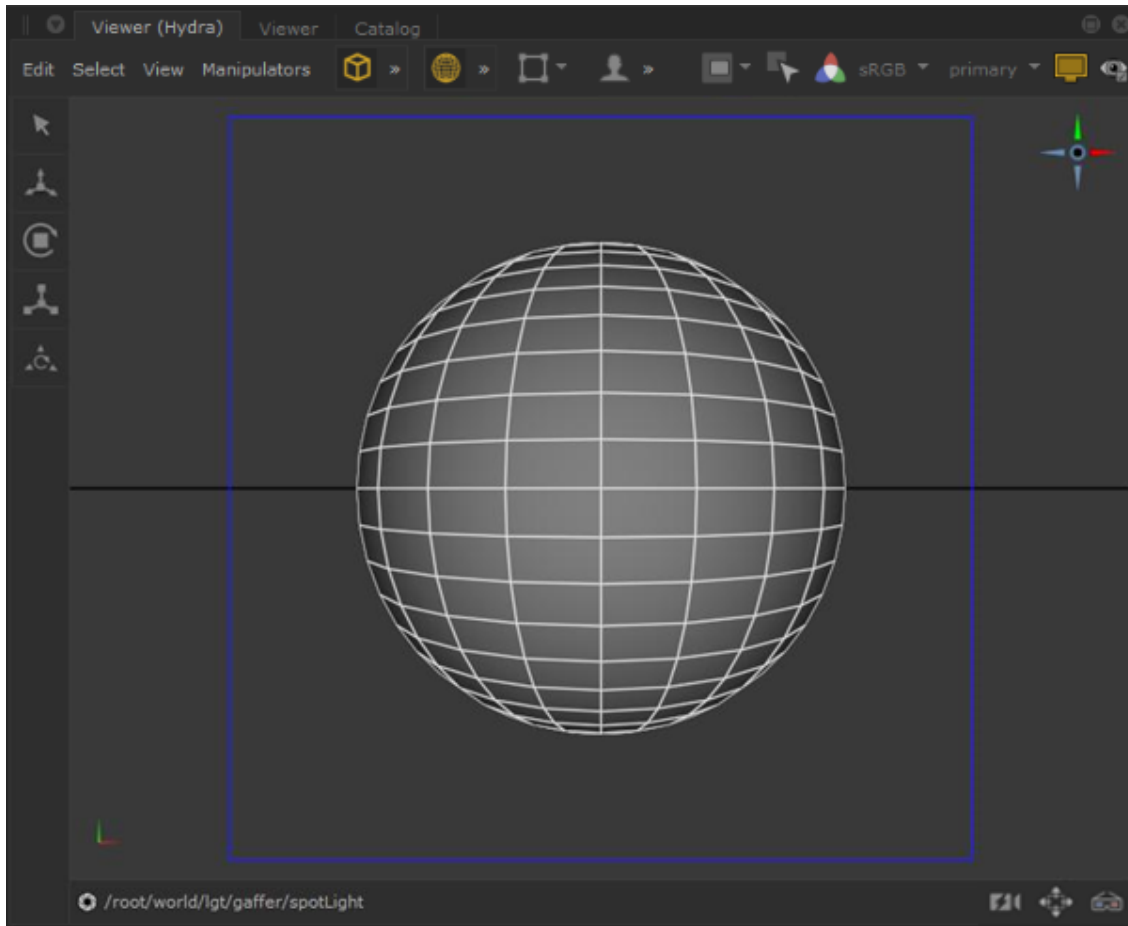 Viewer (Hydra) Viewer Catalog
Edit Select View Manipulators » » » sRGB primary
/root/world/lgt/gaffer/spotLight